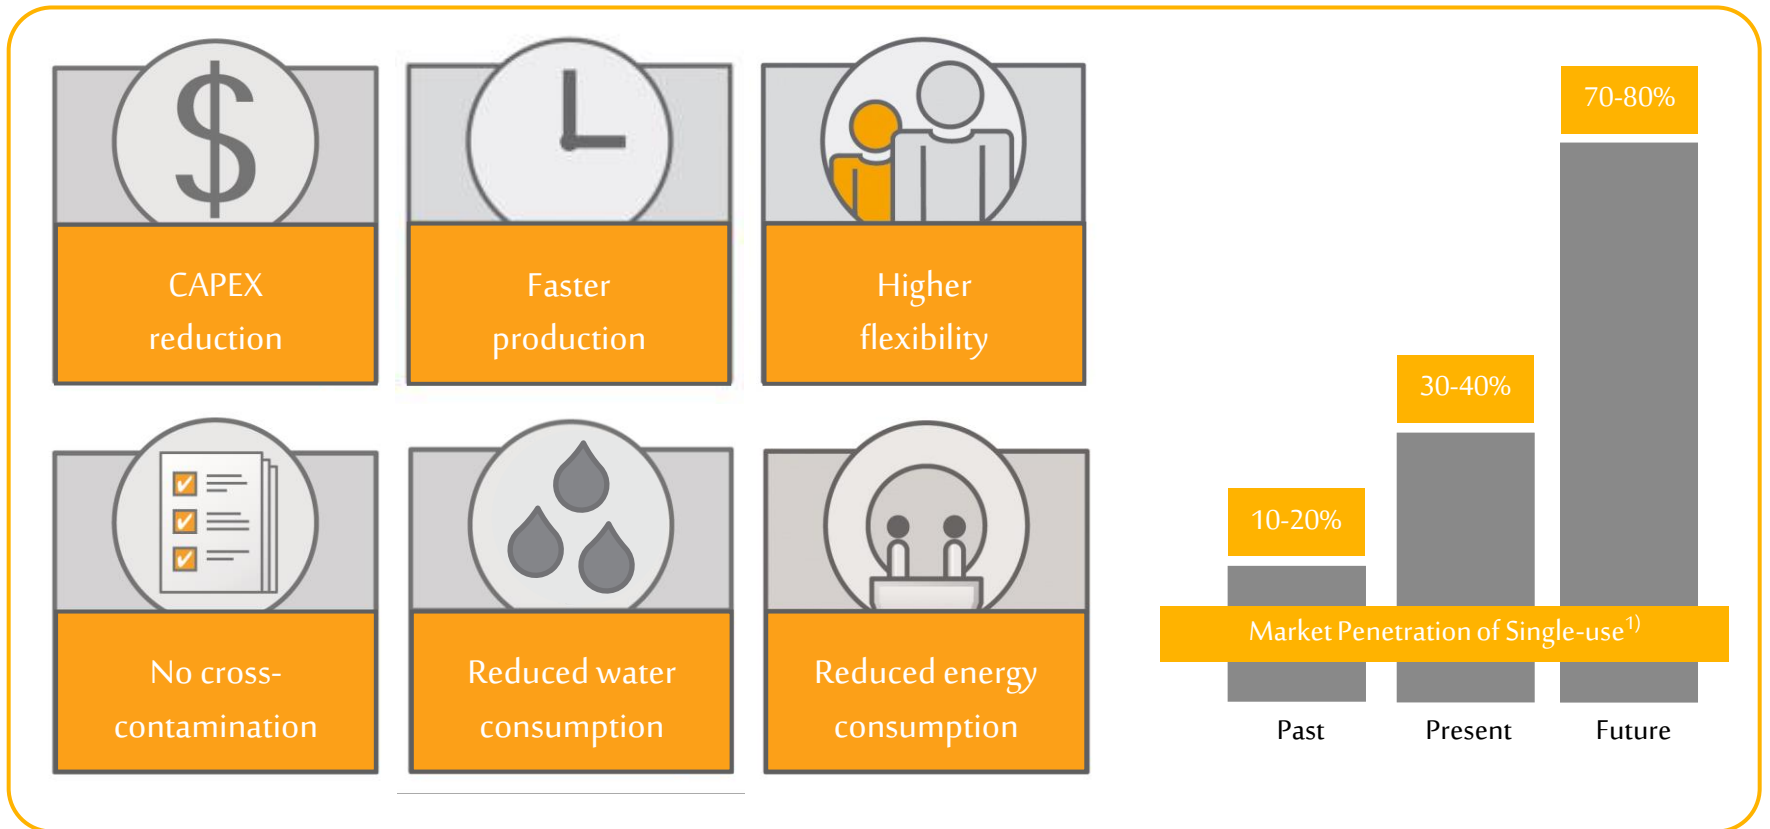 CAPEX
reduction
Faster
production
Higher
flexibility
No cross-
contamination
Reduced water
consumption
Reduced energy
consumption
70-80%
30-40%
10-20%
Market Penetration of Single-use¹⁾
Past
Present
Future